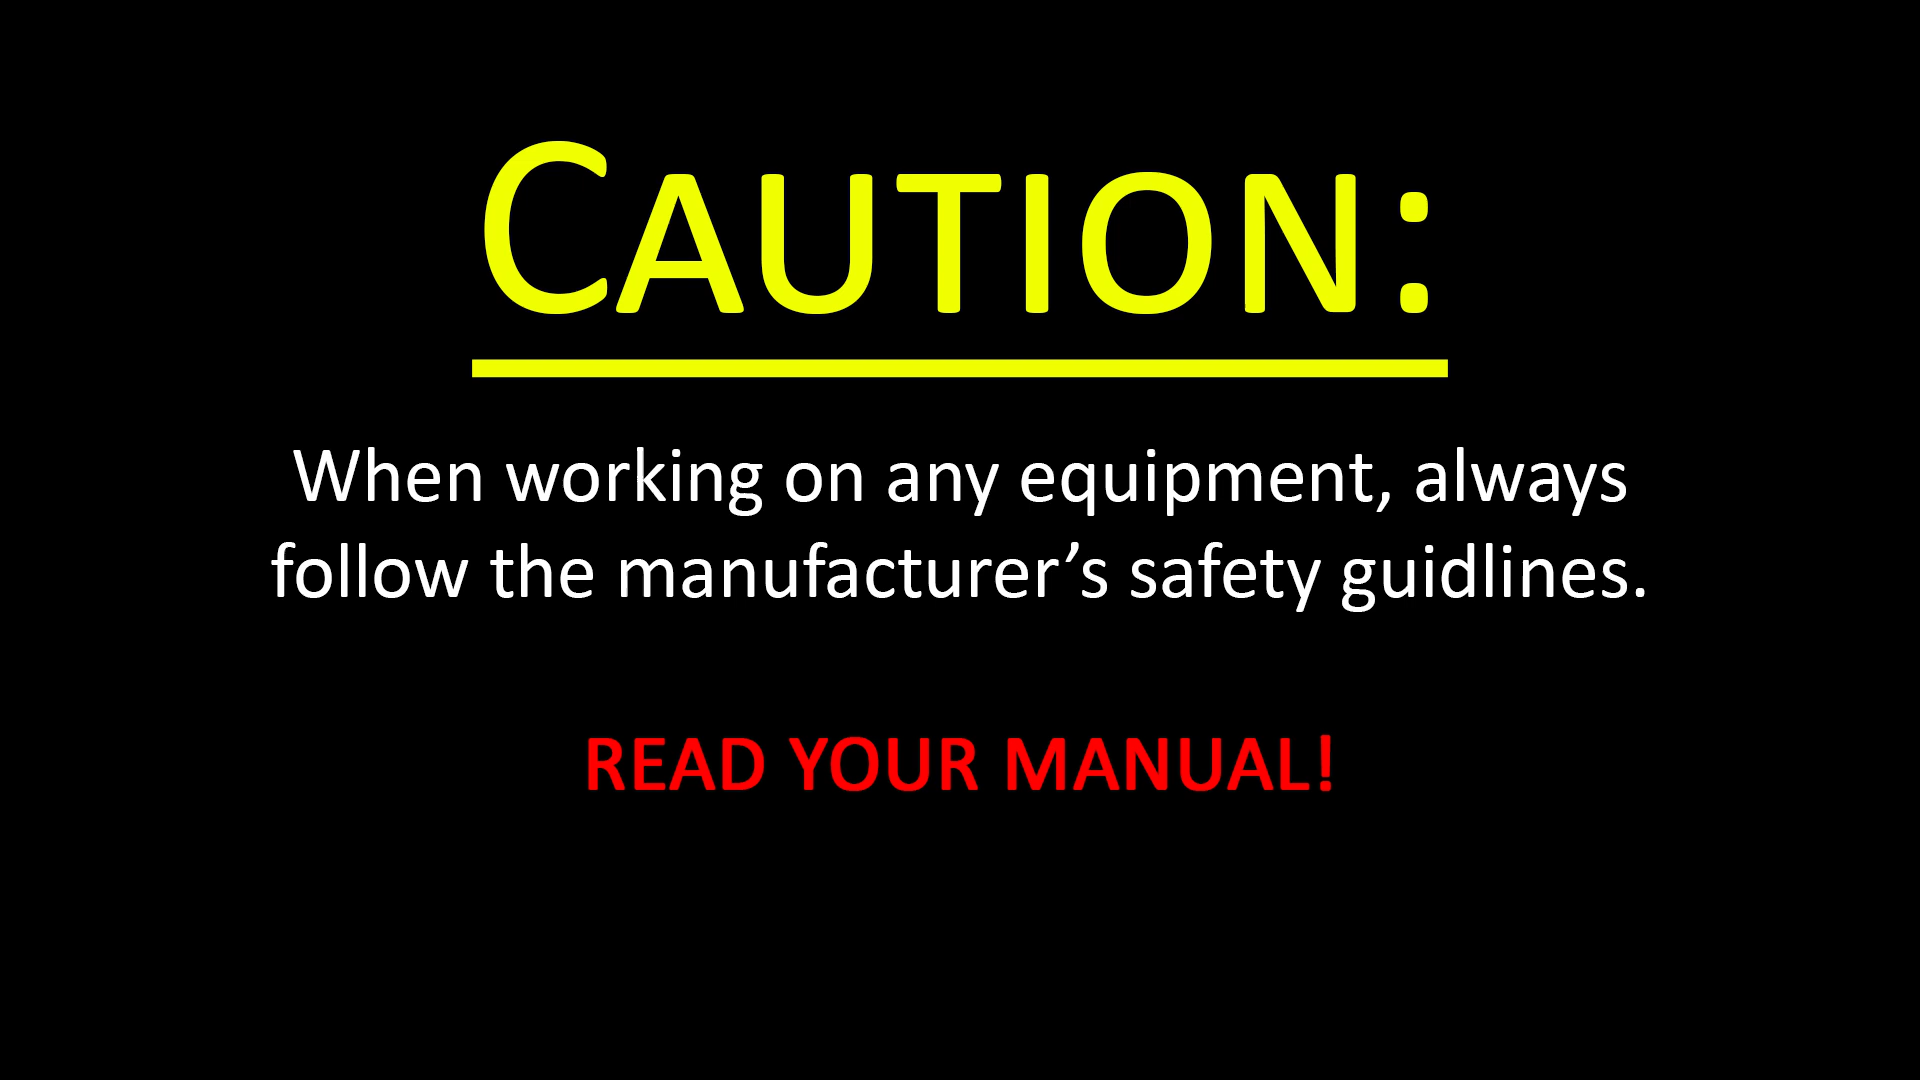 CAUTION:
When working on any equipment, always
follow the manufacturer’s safety guidlines.
READ YOUR MANUAL!